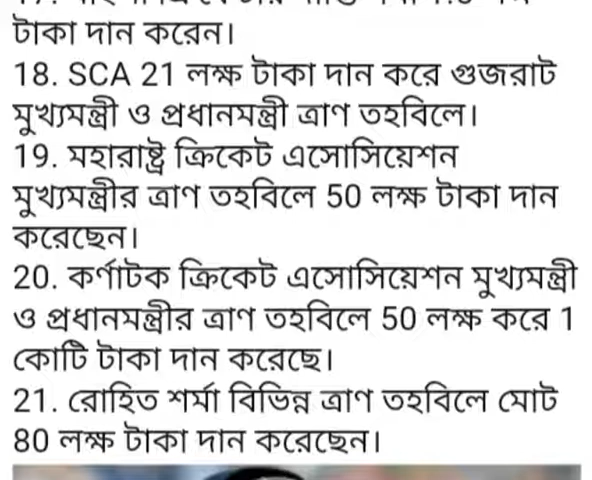 টাকা দান করেন।
18. SCA 21 লক্ষ টাকা দান করে গুজরাট
মুখ্যমন্ত্রী ও প্রধানমন্ত্রী ত্রাণ তহবিলে।
19. মহারাষ্ট্র ক্রিকেট এসোসিয়েশন
মুখ্যমন্ত্রীর ত্রাণ তহবিলে 50 লক্ষ টাকা দান
করেছেন।
20. কর্ণাটক ক্রিকেট এসোসিয়েশন মুখ্যমন্ত্রী
ও প্রধানমন্ত্রীর ত্রাণ তহবিলে 50 লক্ষ করে 1
কোটি টাকা দান করেছে।
21. রোহিত শর্মা বিভিন্ন ত্রাণ তহবিলে মোট
80 লক্ষ টাকা দান করেছেন।